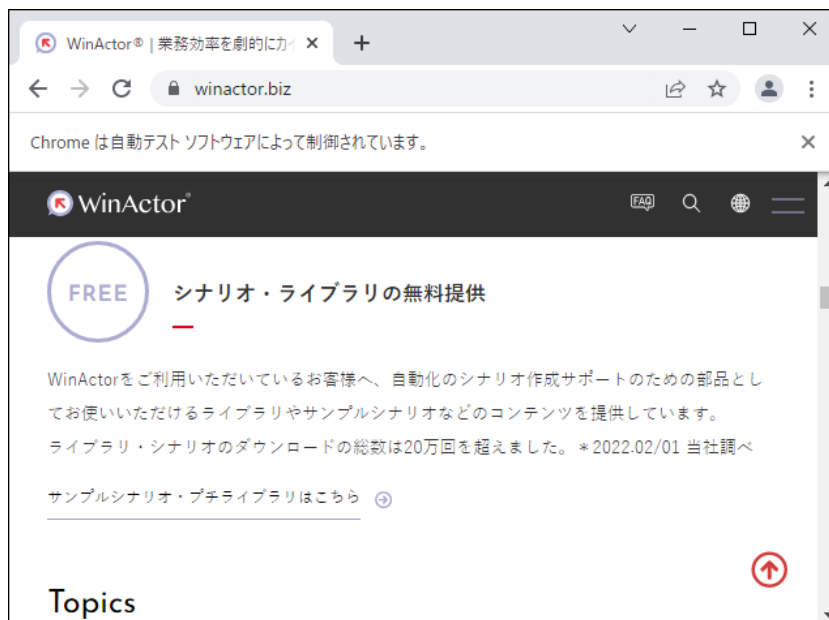 WinActor® | 業務効率を劇的にカ
winactor.biz
Chrome は自動テスト ソフトウェアによって制御されています。
WinActor®
FAQ
FREE
シナリオ・ライブラリの無料提供
WinActorをご利用いただいているお客様へ、自動化のシナリオ作成サポートのための部品とし
てお使いいただけるライブラリやサンプルシナリオなどのコンテンツを提供しています。
ライブラリ・シナリオのダウンロードの総数は20万回を超えました。＊2022.02/01 当社調べ
サンプルシナリオ・プチライブラリはこちら
Topics